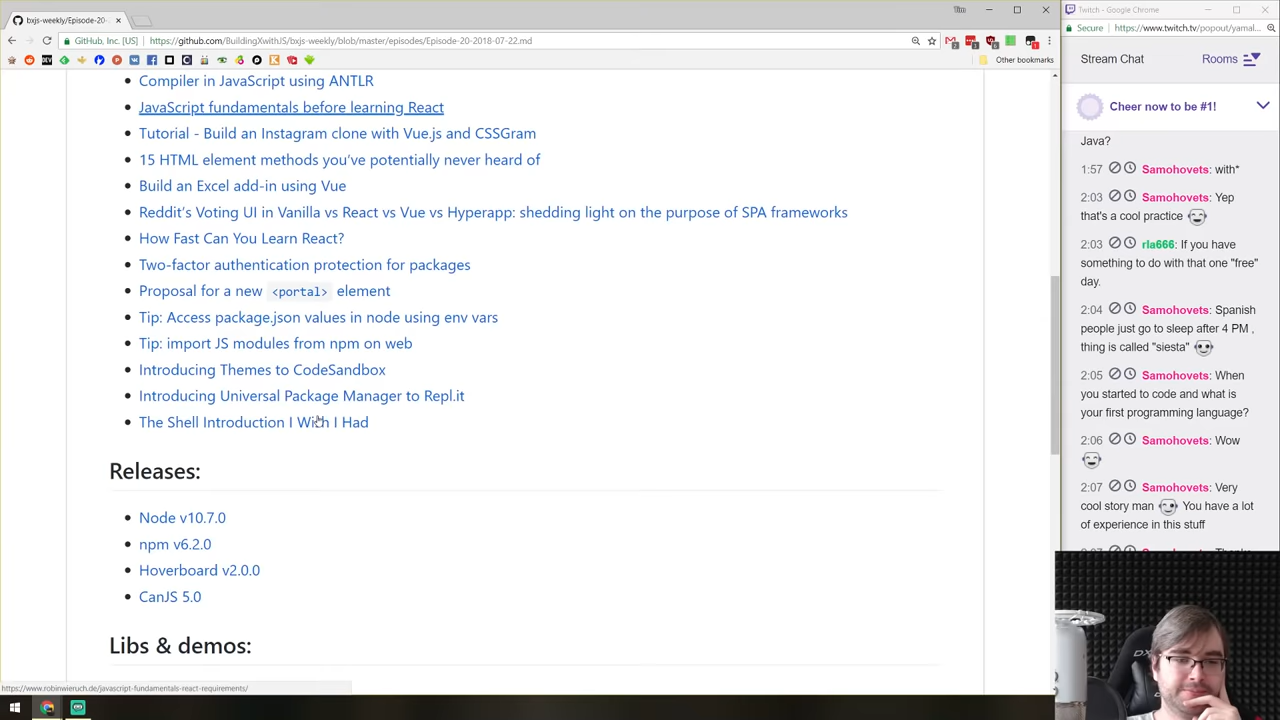 bxjs-weekly/Episode-20-
Tim
GitHub, Inc. [US]
https://github.com/BuildingXwithJS/bxjs-weekly/blob/master/episodes/Episode-20-2018-07-22.md
Other bookmarks
Compiler in JavaScript using ANTLR
JavaScript fundamentals before learning React
Tutorial - Build an Instagram clone with Vue.js and CSSGram
15 HTML element methods you've potentially never heard of
Build an Excel add-in using Vue
Reddit's Voting UI in Vanilla vs React vs Vue vs Hyperapp: shedding light on the purpose of SPA frameworks
How Fast Can You Learn React?
Two-factor authentication protection for packages
Proposal for a new <portal> element
Tip: Access package.json values in node using env vars
Tip: import JS modules from npm on web
Introducing Themes to CodeSandbox
Introducing Universal Package Manager to Repl.it
The Shell Introduction I Wish I Had
Releases:
Node v10.7.0
npm v6.2.0
Hoverboard v2.0.0
CanJS 5.0
Libs & demos:
https://www.robinwieruch.de/javascript-fundamentals-react-requirements/
Twitch - Google Chrome
Secure
https://www.twitch.tv/popout/yamal...
Stream Chat
Rooms
Cheer now to be #1!
Java?
1:57 Samohovets: with*
2:03 Samohovets: Yep
that's a cool practice
2:03 rla666: If you have
something to do with that one "free"
day.
2:04 Samohovets: Spanish
people just go to sleep after 4 PM ,
thing is called "siesta"
2:05 Samohovets: When
you started to code and what is
your first programming language?
2:06 Samohovets: Wow
2:07 Samohovets: Very
cool story man You have a lot
of experience in this stuff